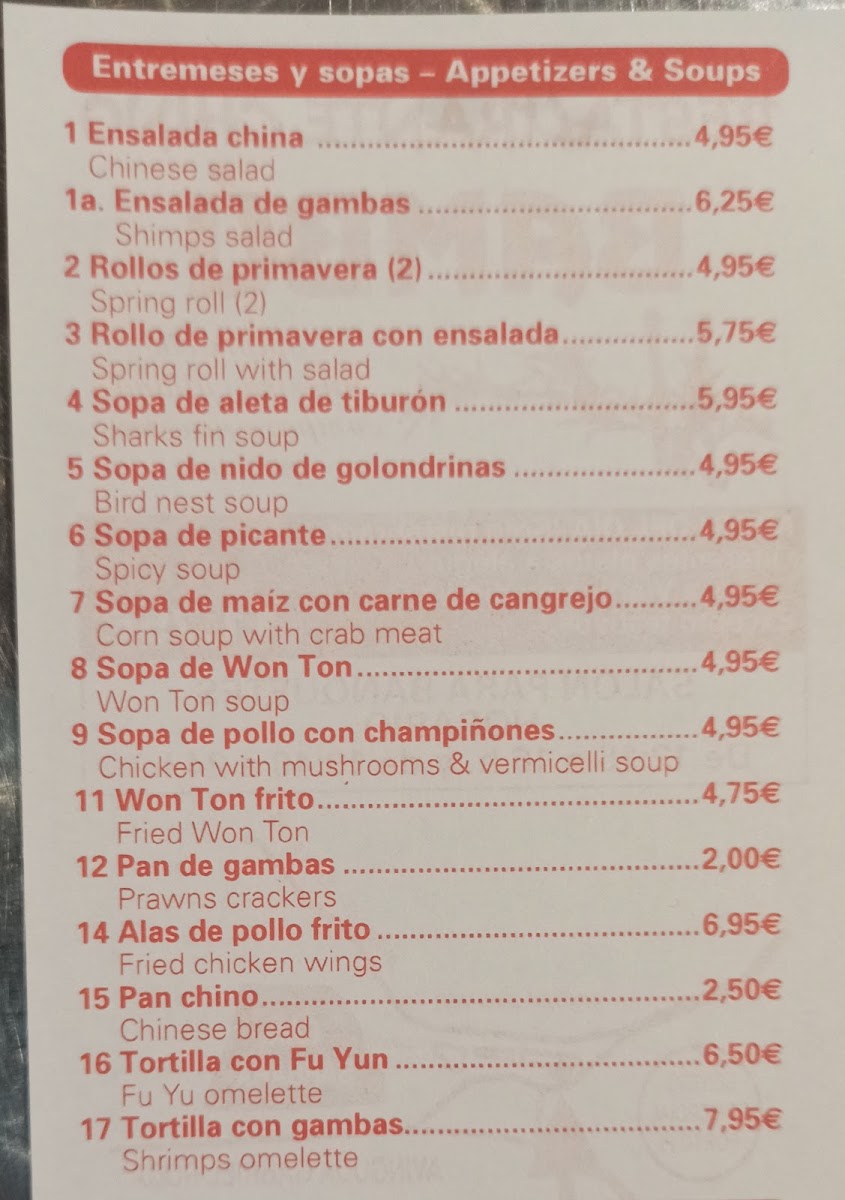 Entremeses y sopas – Appetizers & Soups
1 Ensalada china ........ 4,95€
Chinese salad
1a. Ensalada de gambas ........ 6,25€
Shimps salad
2 Rollos de primavera (2) ........ 4,95€
Spring roll (2)
3 Rollo de primavera con ensalada ........ 5,75€
Spring roll with salad
4 Sopa de aleta de tiburón ........ 5,95€
Sharks fin soup
5 Sopa de nido de golondrinas ........ 4,95€
Bird nest soup
6 Sopa de picante ........ 4,95€
Spicy soup
7 Sopa de maíz con carne de cangrejo ........ 4,95€
Corn soup with crab meat
8 Sopa de Won Ton ........ 4,95€
Won Ton soup
9 Sopa de pollo con champiñones ........ 4,95€
Chicken with mushrooms & vermicelli soup
11 Won Ton frito ........ 4,75€
Fried Won Ton
12 Pan de gambas ........ 2,00€
Prawns crackers
14 Alas de pollo frito ........ 6,95€
Fried chicken wings
15 Pan chino ........ 2,50€
Chinese bread
16 Tortilla con Fu Yun ........ 6,50€
Fu Yu omelette
17 Tortilla con gambas ........ 7,95€
Shrimps omelette